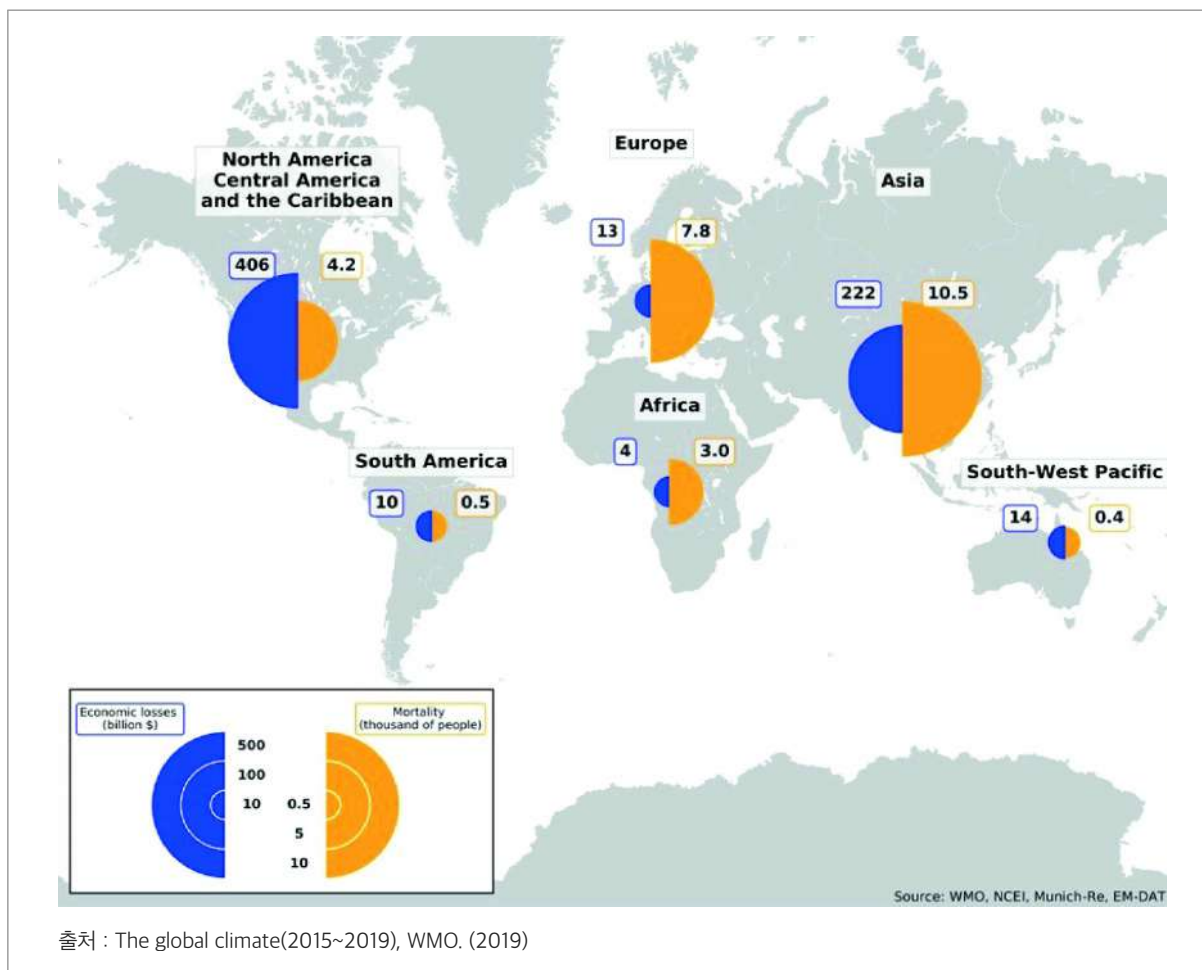 Europe
North America
Central America
and the Caribbean
Asia
13
7.8
406
4.2
222
10.5
Africa
4
3.0
South America
South-West Pacific
10
0.5
14
0.4
Economic losses
(billion $)
Mortality
(thousand of people)
500
100
10
0.5
5
10
Source: WMO, NCEI, Munich-Re, EM-DAT
출처 : The global climate(2015~2019), WMO. (2019)